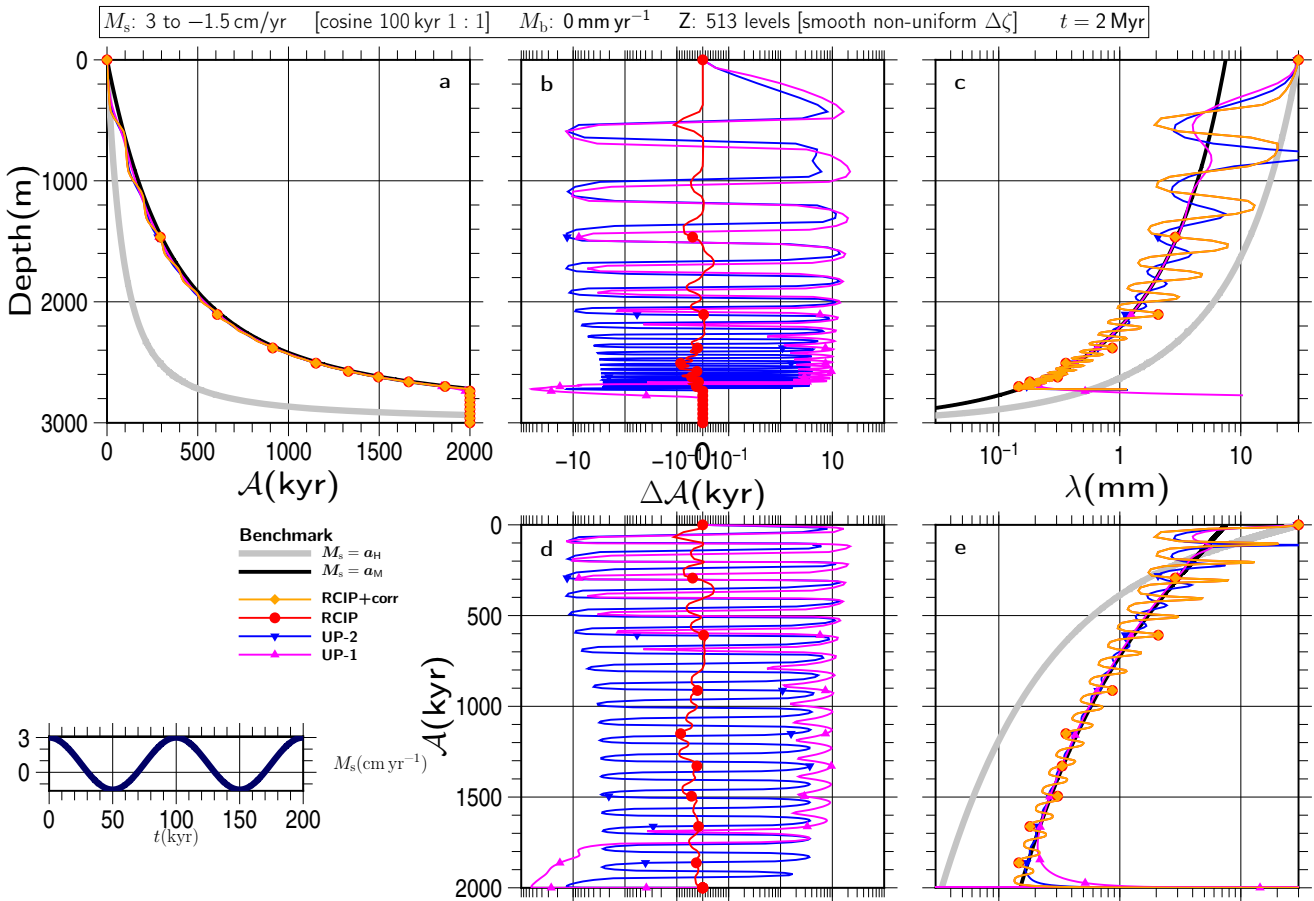 Mₛ: 3 to −1.5 cm/yr [cosine 100 kyr 1 : 1] M_b: 0 mm yr⁻¹ Z: 513 levels [smooth non-uniform Δζ] t = 2 Myr
a
0
1000
2000
3000
Depth(m)
0 500 1000 1500 2000
𝒜(kyr)
b
−10 −10⁻¹ 0 10⁻¹ 10
Δ𝒜(kyr)
c
10⁻¹ 1 10
λ(mm)
Benchmark
Mₛ = a_H
Mₛ = a_M
RCIP+corr
RCIP
UP-2
UP-1
d
0
500
1000
1500
2000
𝒜(kyr)
e
3
0
Mₛ(cm yr⁻¹)
0 50 100 150 200
t(kyr)